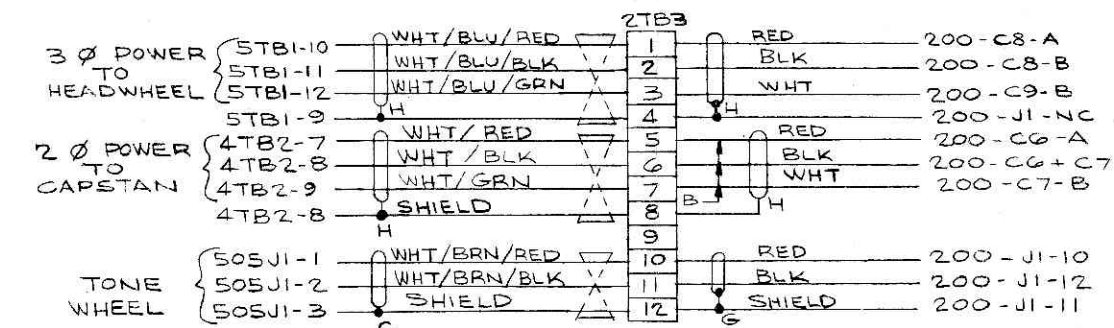 2TB3
5TB1-10 WHT/BLU/RED 1 RED 200-C8-A
3 Ø POWER 5TB1-11 WHT/BLU/BLK 2 BLK 200-C8-B
TO
HEADWHEEL 5TB1-12 WHT/BLU/GRN 3 WHT 200-C9-B
H H
5TB1-9 4 200-J1-NC
4TB2-7 WHT/RED 5 RED 200-C6-A
2 Ø POWER 4TB2-8 WHT/BLK 6 BLK 200-C6+C7
TO
CAPSTAN 4TB2-9 WHT/GRN 7 WHT 200-C7-B
B
4TB2-8 SHIELD 8 H
H
9
505J1-1 WHT/BRN/RED 10 RED 200-J1-10
TONE 505J1-2 WHT/BRN/BLK 11 BLK 200-J1-12
WHEEL 505J1-3 SHIELD 12 SHIELD 200-J1-11
G